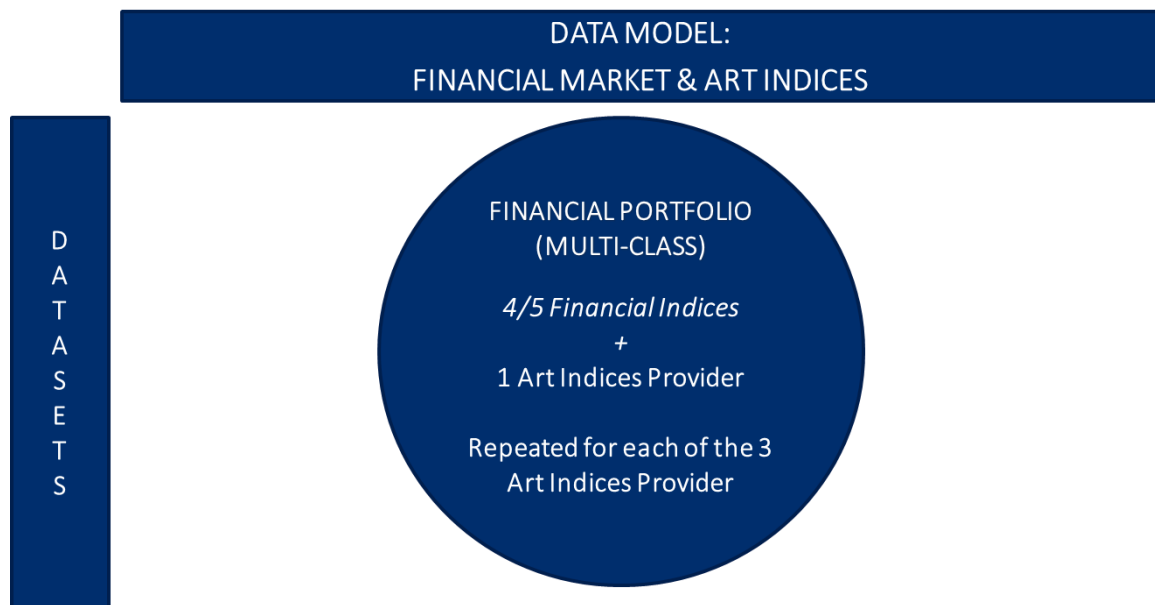 DATA MODEL:
FINANCIAL MARKET & ART INDICES
D
A
T
A
S
E
T
S
FINANCIAL PORTFOLIO
(MULTI-CLASS)
4/5 Financial Indices
+
1 Art Indices Provider
Repeated for each of the 3
Art Indices Provider